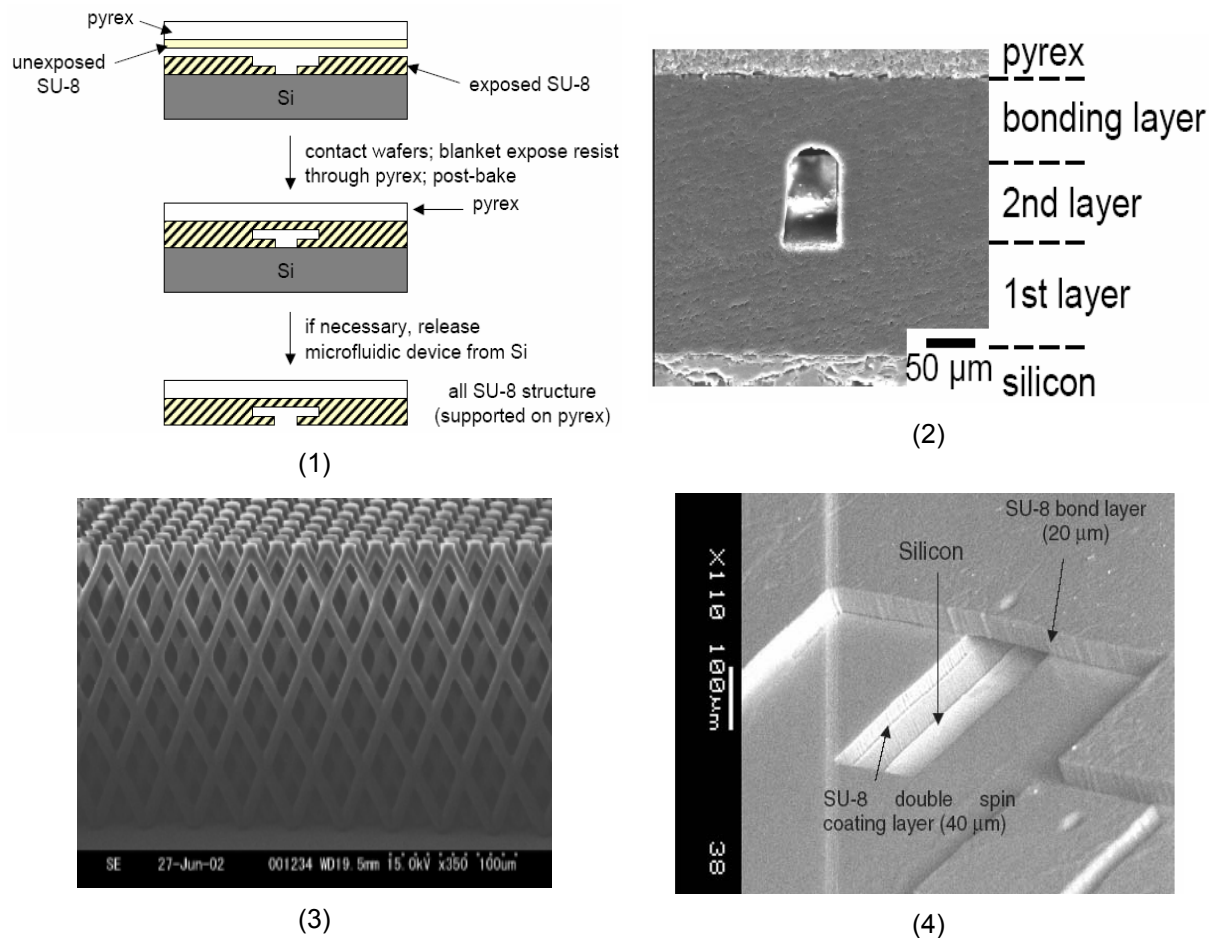 pyrex
unexposed
SU-8
exposed SU-8
Si
contact wafers; blanket expose resist
through pyrex; post-bake
pyrex
Si
if necessary, release
microfluidic device from Si
all SU-8 structure
(supported on pyrex)
(1)
pyrex
bonding layer
2nd layer
1st layer
50 µm
silicon
(2)
SE 27-Jun-02 001234 WD19.5mm 15.0kV x350 100um
(3)
SU-8 bond layer
(20 µm)
Silicon
SU-8 double spin
coating layer (40 µm)
X110 100µm 38
(4)